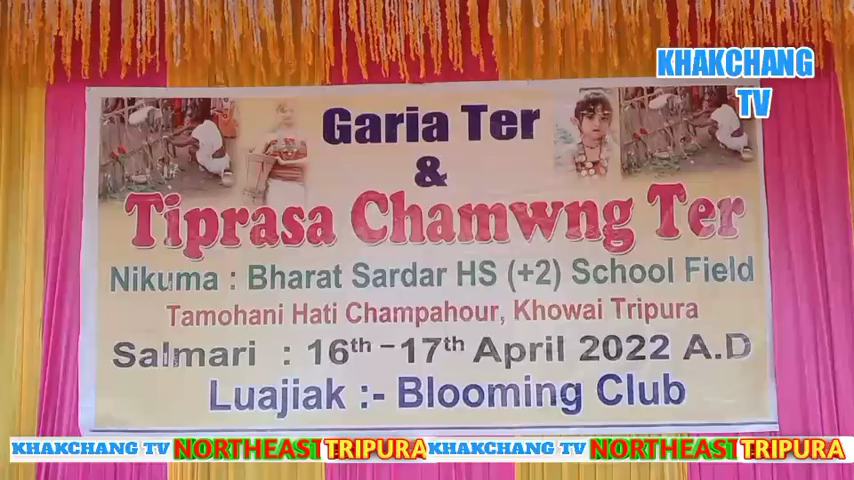 KHAKCHANG
TV
Garia Ter
&
Tiprasa Chamwng Ter
Nikuma : Bharat Sardar HS (+2) School Field
Tamohani Hati Champahour, Khowai Tripura
Salmari : 16th -17th April 2022 A.D
Luajiak :- Blooming Club
KHAKCHANG TV NORTHEAST TRIPURA KHAKCHANG TV NORTHEAST TRIPURA